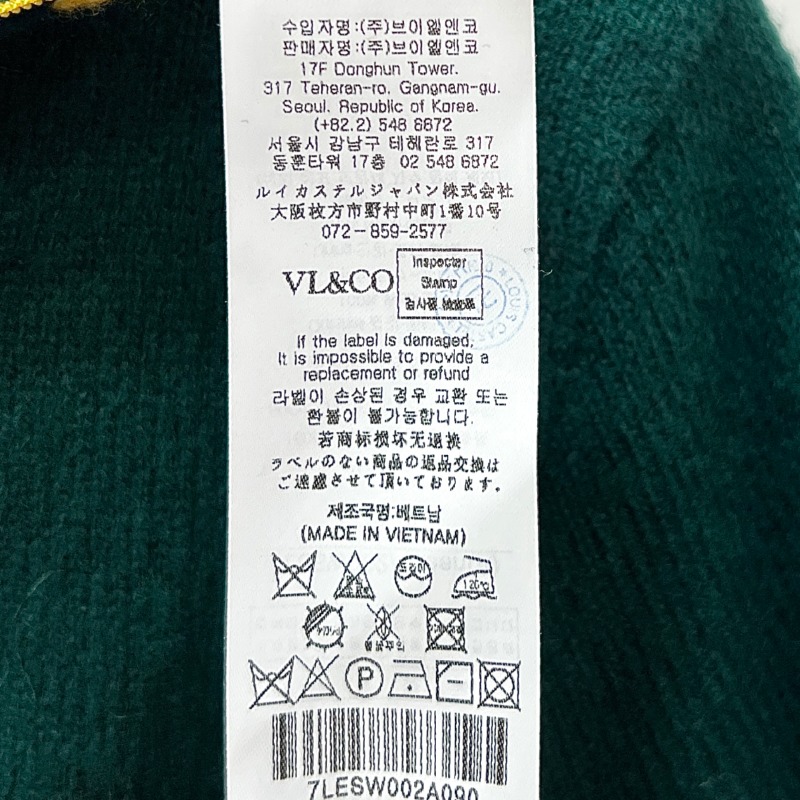 수입자명:(주)브이엘엔코
판매자명:(주)브이엘엔코
17F Donghun Tower.
317 Teheran-ro, Gangnam-gu.
Seoul. Republic of Korea.
(+82.2) 548 6872
서울시 강남구 테헤란로 317
동훈타워 17층 02 548 6872
ルイカステルジャパン株式会社
大阪枚方市野村中町1番10号
072-859-2577
VL&CO
Inspector
Stamp
검사필
If the label is damaged,
It is impossible to provide a
replacement or refund
라벨이 손상된 경우 교환 또는
환불이 불가능합니다.
若商标损坏无退换
ラベルのない商品の返品交換は
ご遠慮させて頂いております。
제조국명:베트남
(MADE IN VIETNAM)
드라이
120℃
P
7LESW002A090